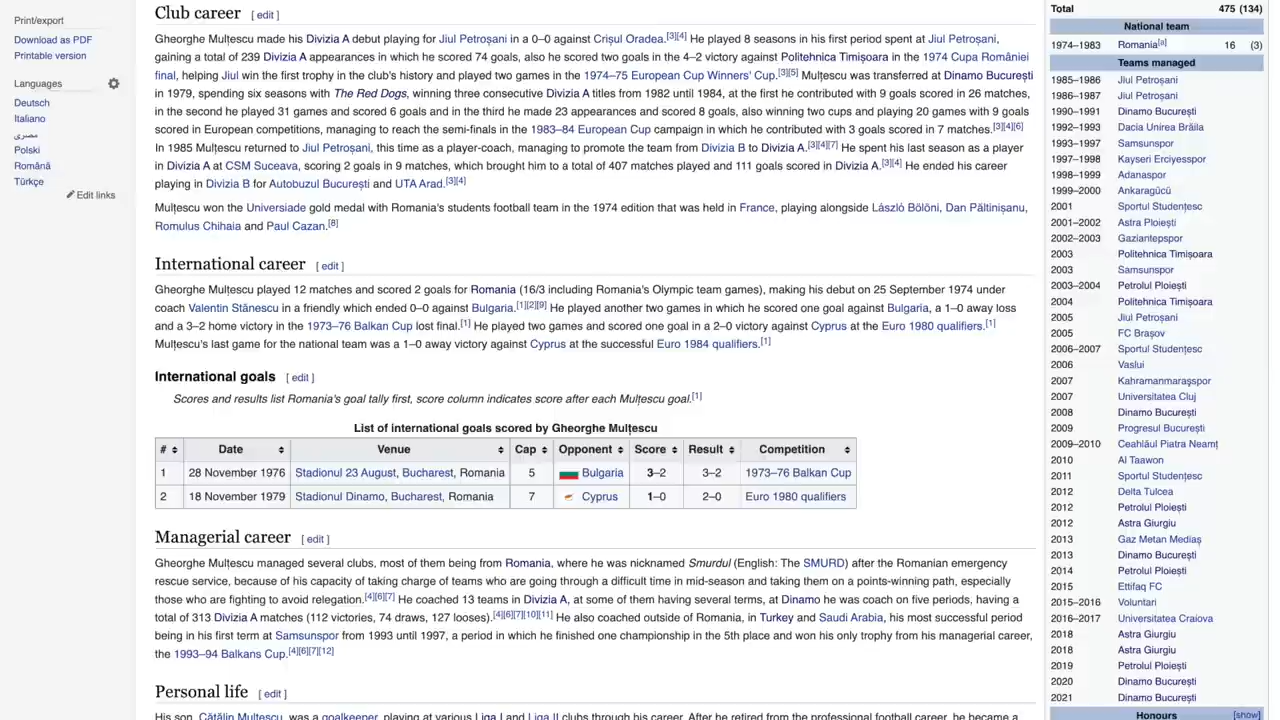 Print/export
Download as PDF
Printable version
Languages
Deutsch
Italiano
مصرى
Polski
Română
Türkçe
Edit links
Club career [ edit ]
Gheorghe Mulțescu made his Divizia A debut playing for Jiul Petroșani in a 0–0 against Crișul Oradea.[3][4] He played 8 seasons in his first period spent at Jiul Petroșani,
gaining a total of 239 Divizia A appearances in which he scored 74 goals, also he scored two goals in the 4–2 victory against Politehnica Timișoara in the 1974 Cupa României
final, helping Jiul win the first trophy in the club's history and played two games in the 1974–75 European Cup Winners' Cup.[3][5] Mulțescu was transferred at Dinamo București
in 1979, spending six seasons with The Red Dogs, winning three consecutive Divizia A titles from 1982 until 1984, at the first he contributed with 9 goals scored in 26 matches,
in the second he played 31 games and scored 6 goals and in the third he made 23 appearances and scored 8 goals, also winning two cups and playing 20 games with 9 goals
scored in European competitions, managing to reach the semi-finals in the 1983–84 European Cup campaign in which he contributed with 3 goals scored in 7 matches.[3][4][6]
In 1985 Mulțescu returned to Jiul Petroșani, this time as a player-coach, managing to promote the team from Divizia B to Divizia A.[3][4][7] He spent his last season as a player
in Divizia A at CSM Suceava, scoring 2 goals in 9 matches, which brought him to a total of 407 matches played and 111 goals scored in Divizia A.[3][4] He ended his career
playing in Divizia B for Autobuzul București and UTA Arad.[3][4]
Mulțescu won the Universiade gold medal with Romania's students football team in the 1974 edition that was held in France, playing alongside László Bölöni, Dan Păltinișanu,
Romulus Chihaia and Paul Cazan.[8]
International career [ edit ]
Gheorghe Mulțescu played 12 matches and scored 2 goals for Romania (16/3 including Romania's Olympic team games), making his debut on 25 September 1974 under
coach Valentin Stănescu in a friendly which ended 0–0 against Bulgaria.[1][2][9] He played another two games in which he scored one goal against Bulgaria, a 1–0 away loss
and a 3–2 home victory in the 1973–76 Balkan Cup lost final.[1] He played two games and scored one goal in a 2–0 victory against Cyprus at the Euro 1980 qualifiers.[1]
Mulțescu's last game for the national team was a 1–0 away victory against Cyprus at the successful Euro 1984 qualifiers.[1]
International goals [ edit ]
Scores and results list Romania's goal tally first, score column indicates score after each Mulțescu goal.[1]
List of international goals scored by Gheorghe Mulțescu
# Date Venue Cap Opponent Score Result Competition
1 28 November 1976 Stadionul 23 August, Bucharest, Romania 5 Bulgaria 3–2 3–2 1973–76 Balkan Cup
2 18 November 1979 Stadionul Dinamo, Bucharest, Romania 7 Cyprus 1–0 2–0 Euro 1980 qualifiers
Managerial career [ edit ]
Gheorghe Mulțescu managed several clubs, most of them being from Romania, where he was nicknamed Smurdul (English: The SMURD) after the Romanian emergency
rescue service, because of his capacity of taking charge of teams who are going through a difficult time in mid-season and taking them on a points-winning path, especially
those who are fighting to avoid relegation.[4][6][7] He coached 13 teams in Divizia A, at some of them having several terms, at Dinamo he was coach on five periods, having a
total of 313 Divizia A matches (112 victories, 74 draws, 127 looses).[4][6][7][10][11] He also coached outside of Romania, in Turkey and Saudi Arabia, his most successful period
being in his first term at Samsunspor from 1993 until 1997, a period in which he finished one championship in the 5th place and won his only trophy from his managerial career,
the 1993–94 Balkans Cup.[4][6][7][12]
Personal life [ edit ]
His son, Cătălin Mulțescu, was a goalkeeper, playing at various Liga I and Liga II clubs through his career. After he retired from the professional football career, he became a
Total 475 (134)
National team
1974–1983 Romania[a] 16 (3)
Teams managed
1985–1986 Jiul Petroșani
1986–1987 Jiul Petroșani
1990–1991 Dinamo București
1992–1993 Dacia Unirea Brăila
1993–1997 Samsunspor
1997–1998 Kayseri Erciyesspor
1998–1999 Adanaspor
1999–2000 Ankaragücü
2001 Sportul Studențesc
2001–2002 Astra Ploiești
2002–2003 Gaziantepspor
2003 Politehnica Timișoara
2003 Samsunspor
2003–2004 Petrolul Ploiești
2004 Politehnica Timișoara
2005 Jiul Petroșani
2005 FC Brașov
2006–2007 Sportul Studențesc
2006 Vaslui
2007 Kahramanmaraşspor
2007 Universitatea Cluj
2008 Dinamo București
2009 Progresul București
2009–2010 Ceahlăul Piatra Neamț
2010 Al Taawon
2011 Sportul Studențesc
2012 Delta Tulcea
2012 Petrolul Ploiești
2012 Astra Giurgiu
2013 Gaz Metan Mediaș
2013 Dinamo București
2014 Petrolul Ploiești
2015 Ettifaq FC
2015–2016 Voluntari
2016–2017 Universitatea Craiova
2018 Astra Giurgiu
2018 Astra Giurgiu
2019 Petrolul Ploiești
2020 Dinamo București
2021 Dinamo București
Honours [show]